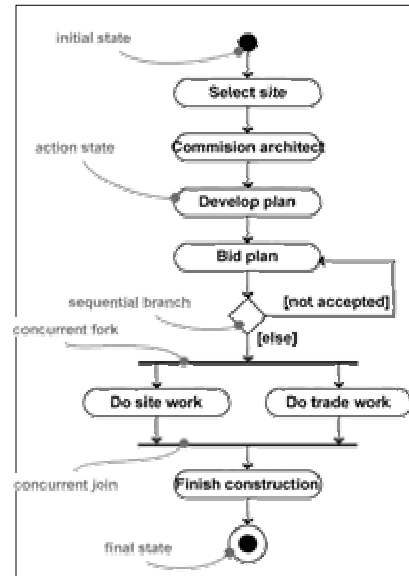 initial state
Select site
Commision architect
action state
Develop plan
Bid plan
sequential branch
[not accepted]
concurrent fork
[else]
Do site work
Do trade work
concurrent join
Finish construction
final state